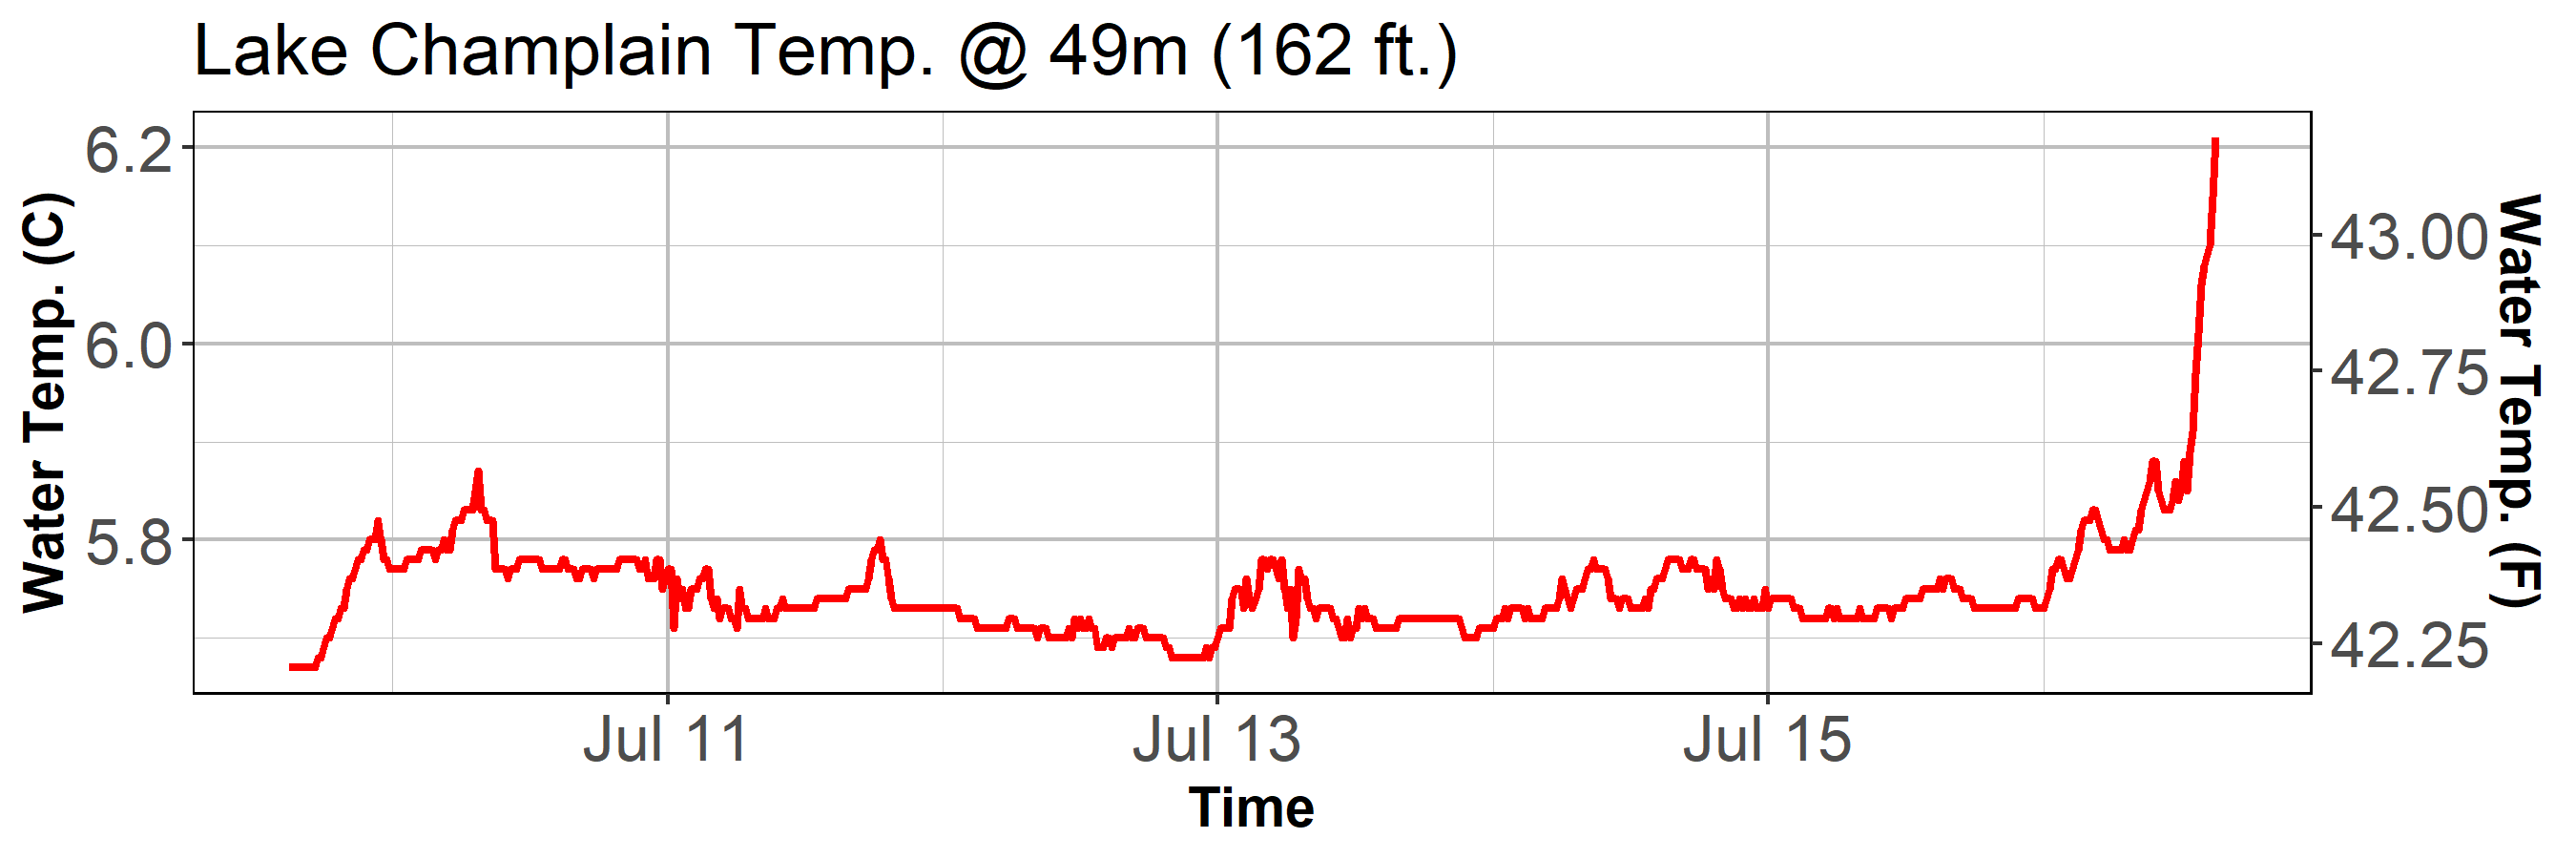 Lake Champlain Temp. @ 49m (162 ft.)
Water Temp. (C)
6.2
6.0
5.8
43.00
42.75
42.50
42.25
Water Temp. (F)
Jul 11
Jul 13
Jul 15
Time